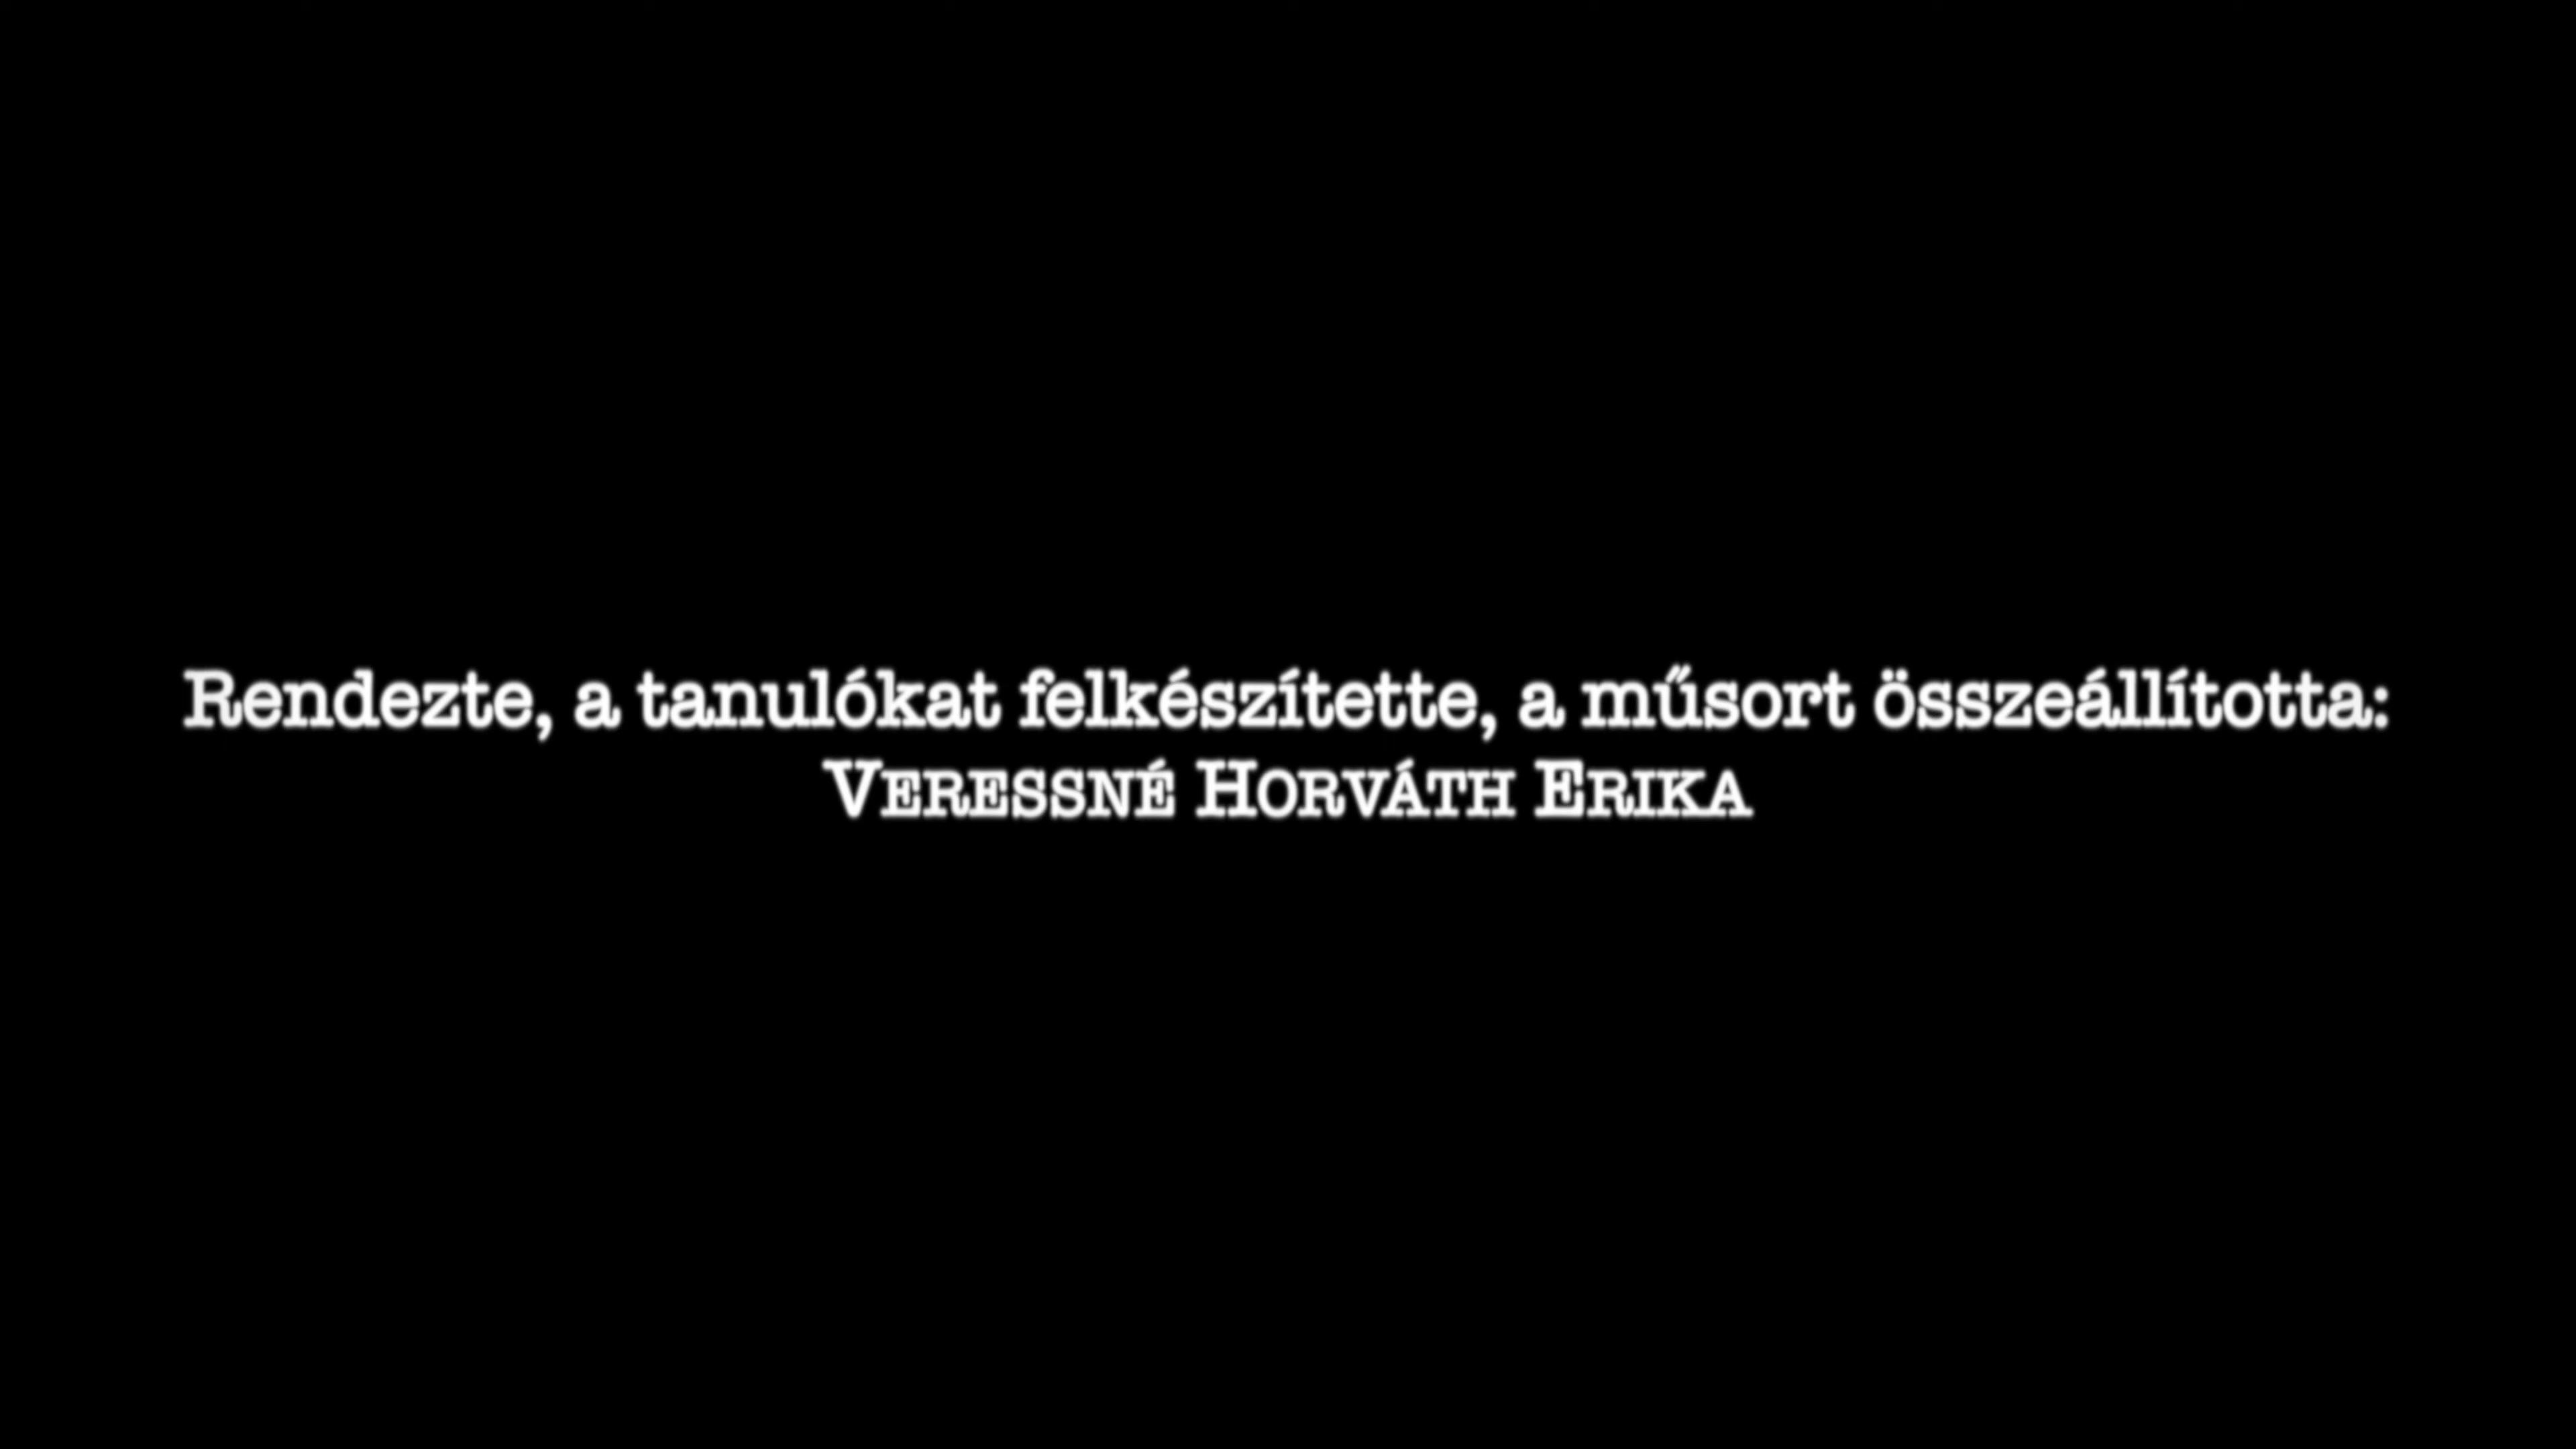 Rendezte, a tanulókat felkészítette, a műsort összeállította:
VERESSNÉ HORVÁTH ERIKA